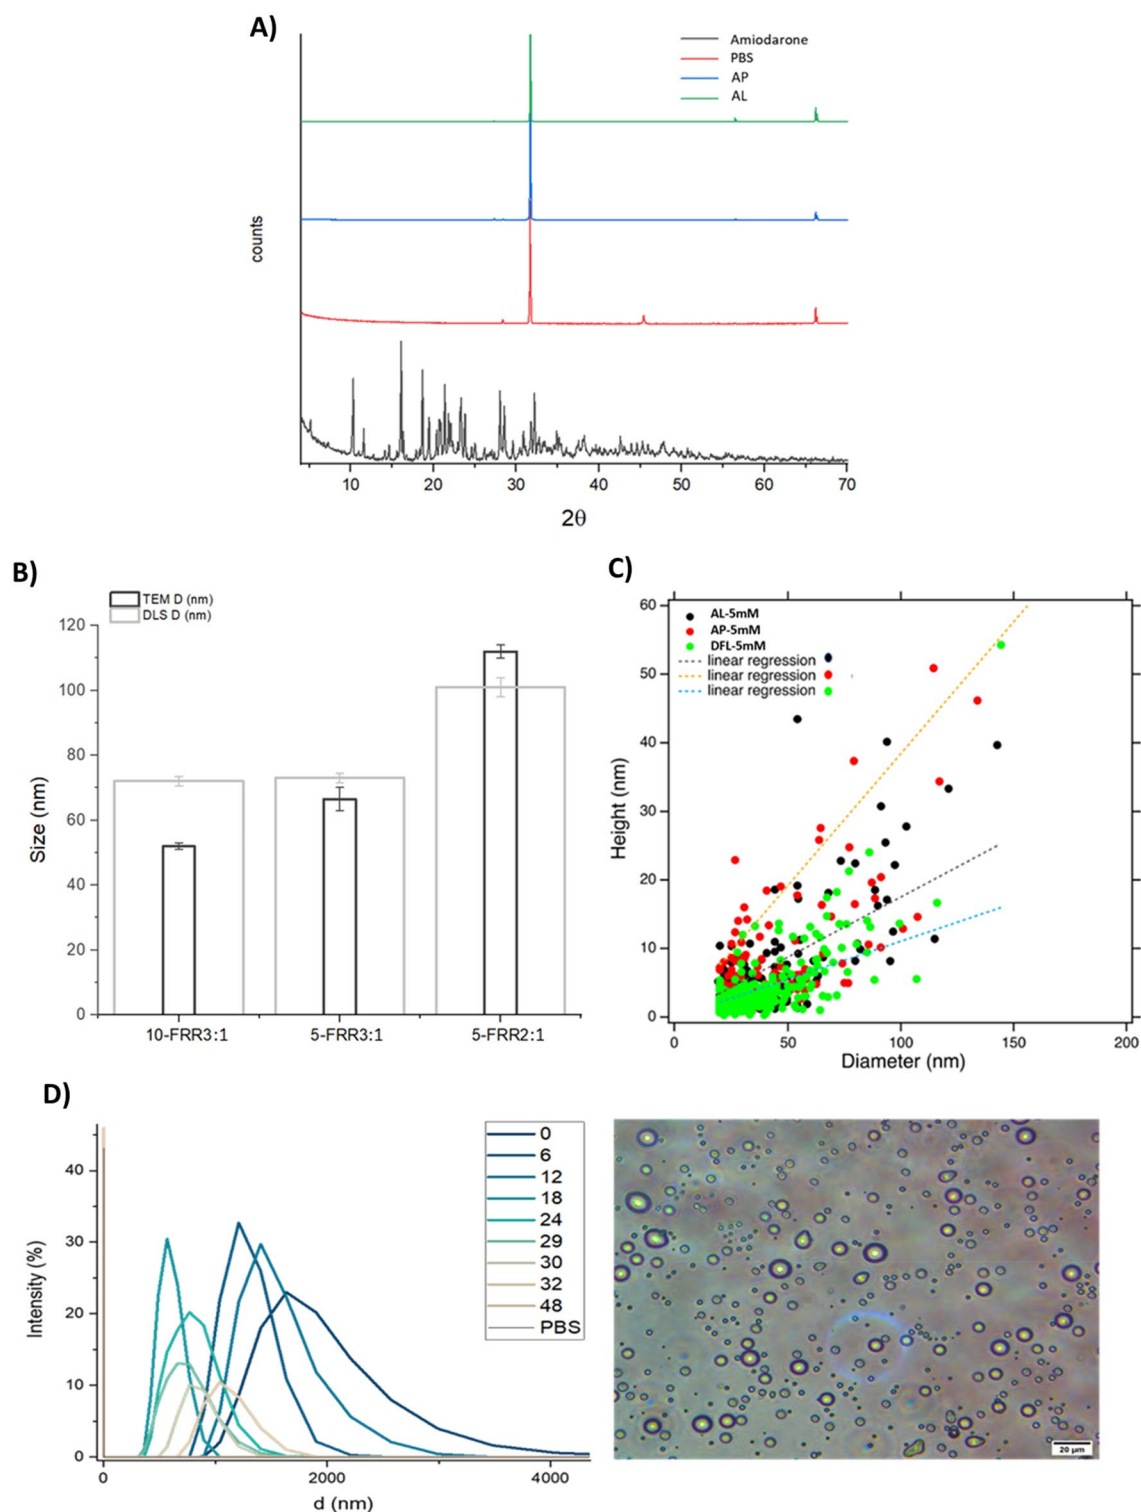 A)
Amiodarone
PBS
AP
AL
counts
10 20 30 40 50 60 70
2θ
B)
TEM D (nm)
DLS D (nm)
120
100
80
60
40
20
0
Size (nm)
10-FRR3:1 5-FRR3:1 5-FRR2:1
C)
AL-5mM
AP-5mM
DFL-5mM
linear regression
linear regression
linear regression
60
50
40
30
20
10
0
Height (nm)
0 50 100 150 200
Diameter (nm)
D)
40
30
20
10
0
Intensity (%)
0
6
12
18
24
29
30
32
48
PBS
0 2000 4000
d (nm)
20 µm